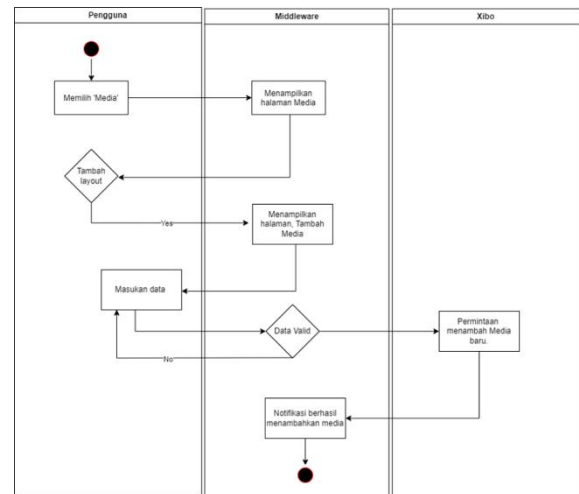 Pengguna
Middleware
Xibo
Memilih 'Media'
Menampilkan
halaman Media
Tambah
layout
Yes
Menampilkan
halaman, Tambah
Media
Masukan data
Data Valid
Permintaan
menambah Media
baru.
No
Notifikasi berhasil
menambahkan media